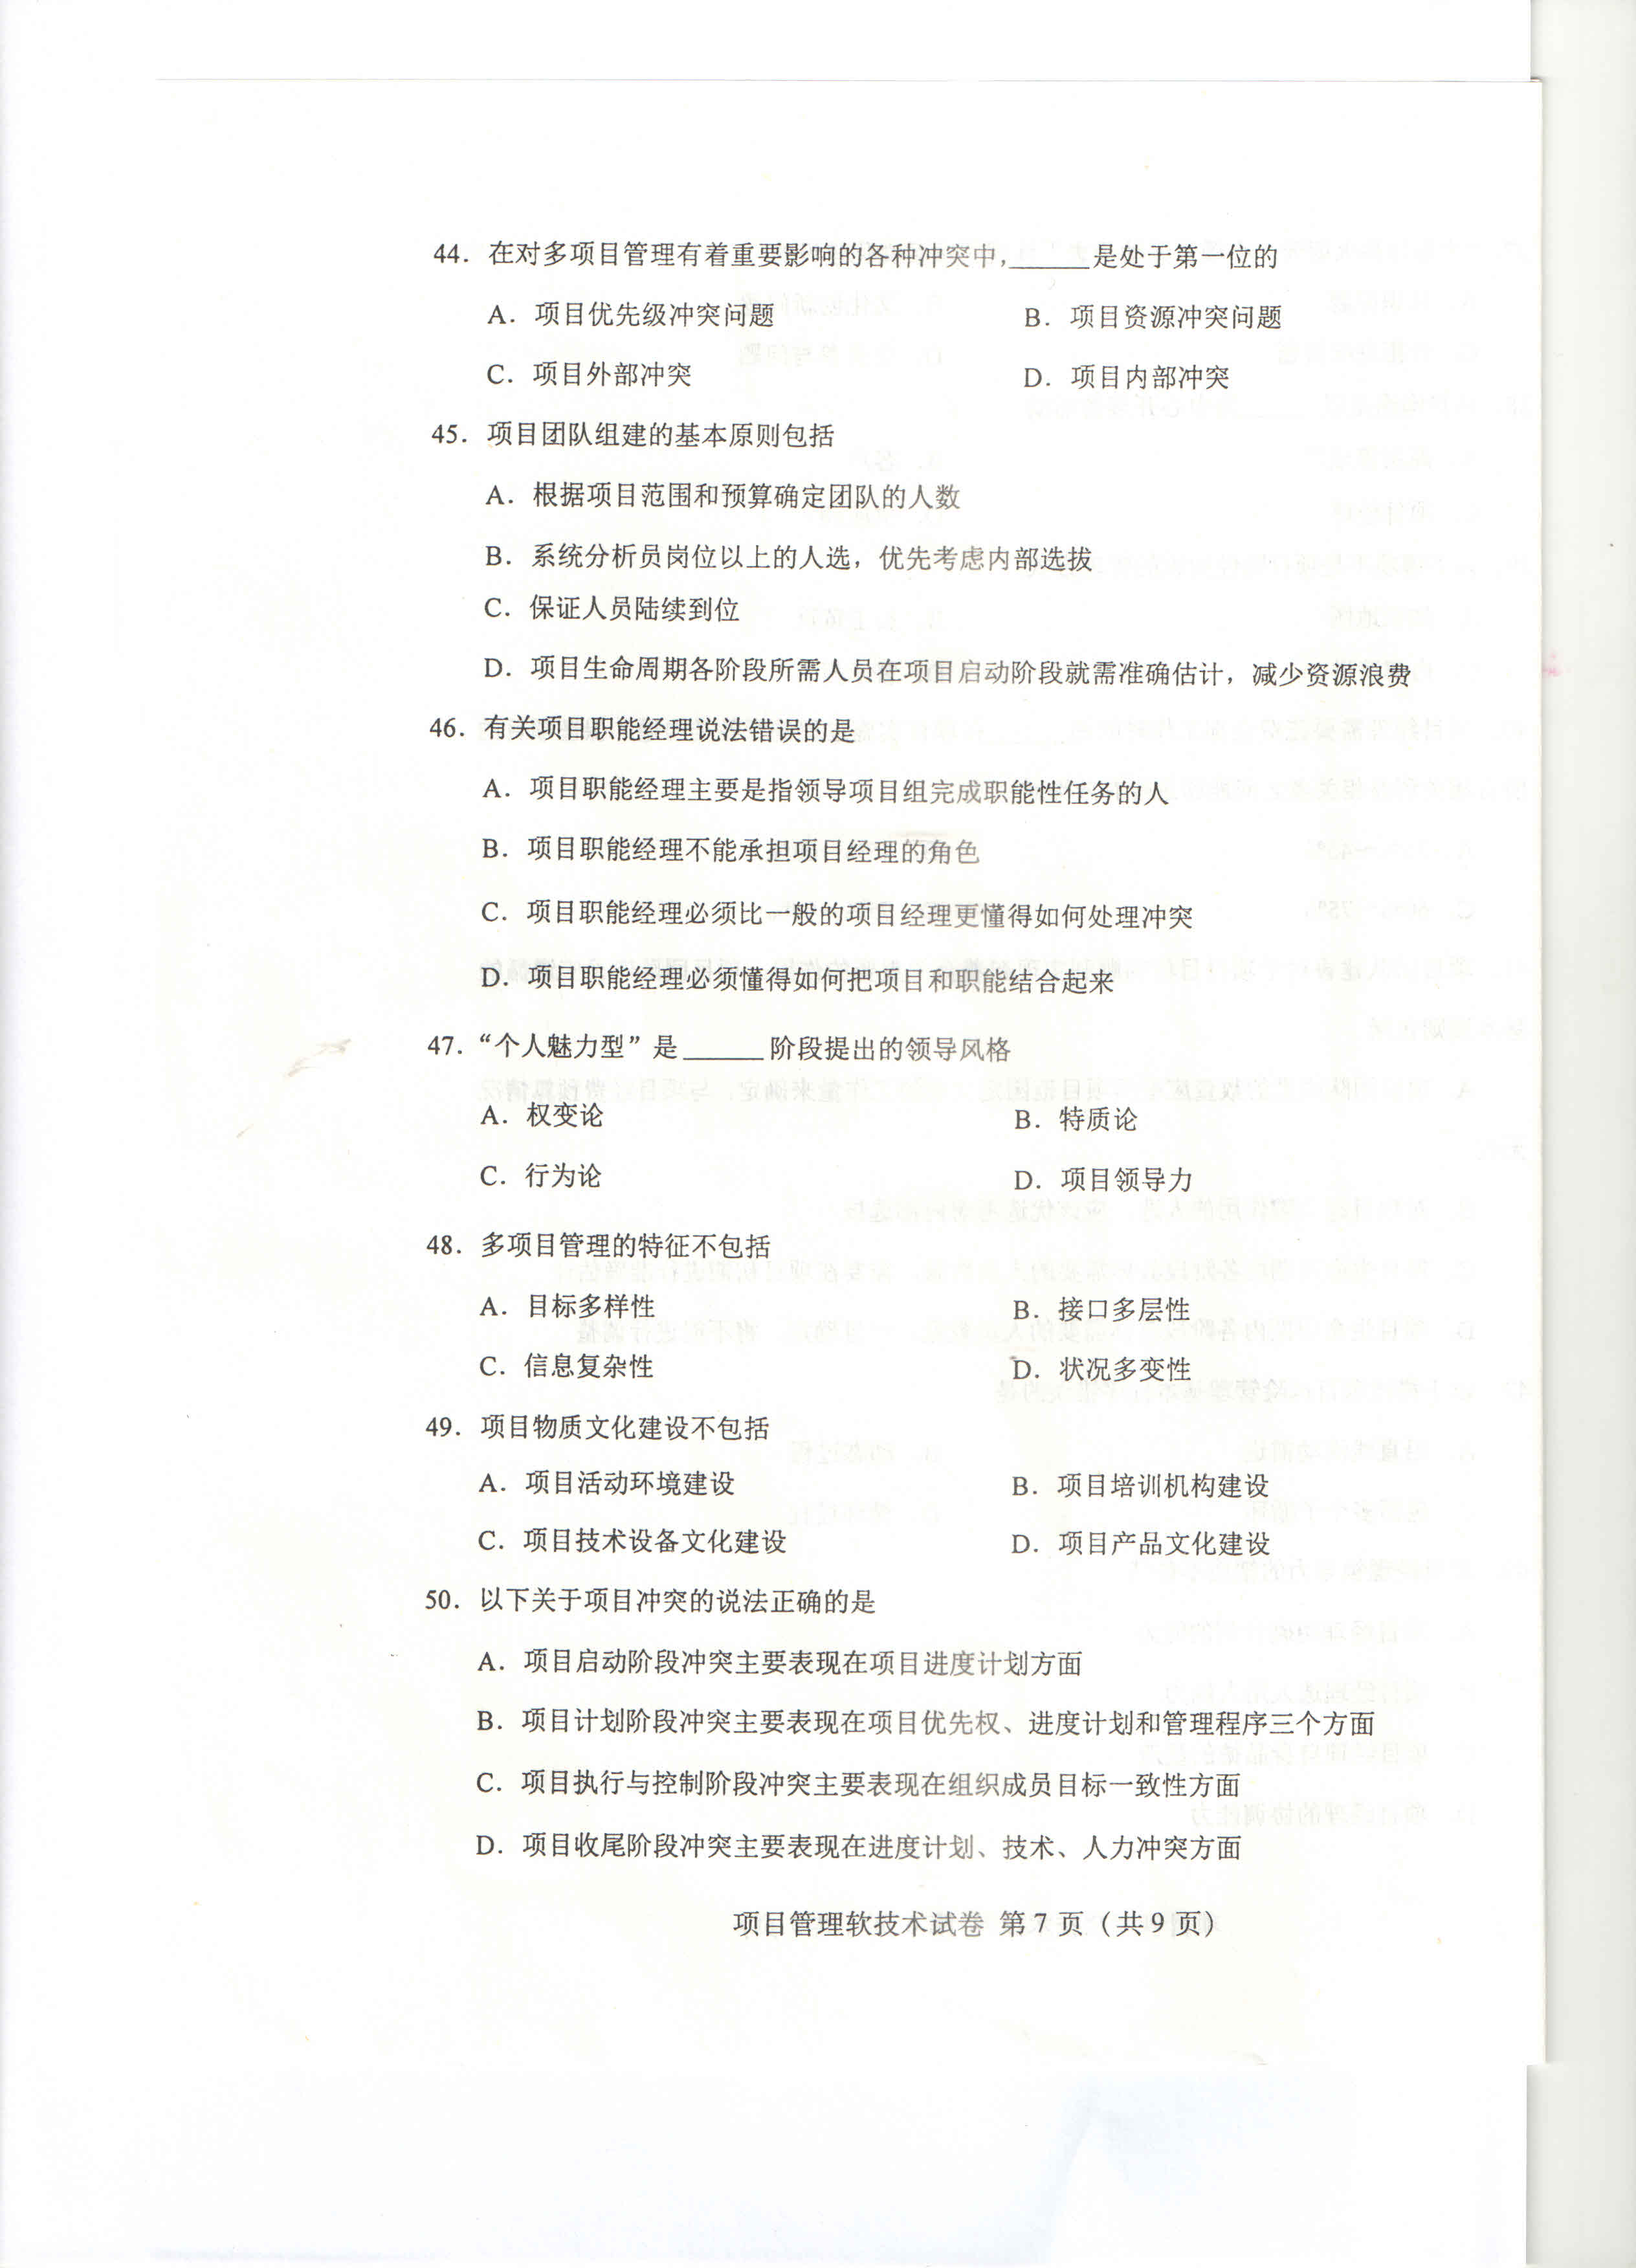 44．在对多项目管理有着重要影响的各种冲突中，______是处于第一位的
A．项目优先级冲突问题 B．项目资源冲突问题
C．项目外部冲突 D．项目内部冲突
45．项目团队组建的基本原则包括
A．根据项目范围和预算确定团队的人数
B．系统分析员岗位以上的人选，优先考虑内部选拔
C．保证人员陆续到位
D．项目生命周期各阶段所需人员在项目启动阶段就需准确估计，减少资源浪费
46．有关项目职能经理说法错误的是
A．项目职能经理主要是指领导项目组完成职能性任务的人
B．项目职能经理不能承担项目经理的角色
C．项目职能经理必须比一般的项目经理更懂得如何处理冲突
D．项目职能经理必须懂得如何把项目和职能结合起来
47．“个人魅力型”是______阶段提出的领导风格
A．权变论 B．特质论
C．行为论 D．项目领导力
48．多项目管理的特征不包括
A．目标多样性 B．接口多层性
C．信息复杂性 D．状况多变性
49．项目物质文化建设不包括
A．项目活动环境建设 B．项目培训机构建设
C．项目技术设备文化建设 D．项目产品文化建设
50．以下关于项目冲突的说法正确的是
A．项目启动阶段冲突主要表现在项目进度计划方面
B．项目计划阶段冲突主要表现在项目优先权、进度计划和管理程序三个方面
C．项目执行与控制阶段冲突主要表现在组织成员目标一致性方面
D．项目收尾阶段冲突主要表现在进度计划、技术、人力冲突方面
项目管理软技术试卷 第 7 页（共 9 页）